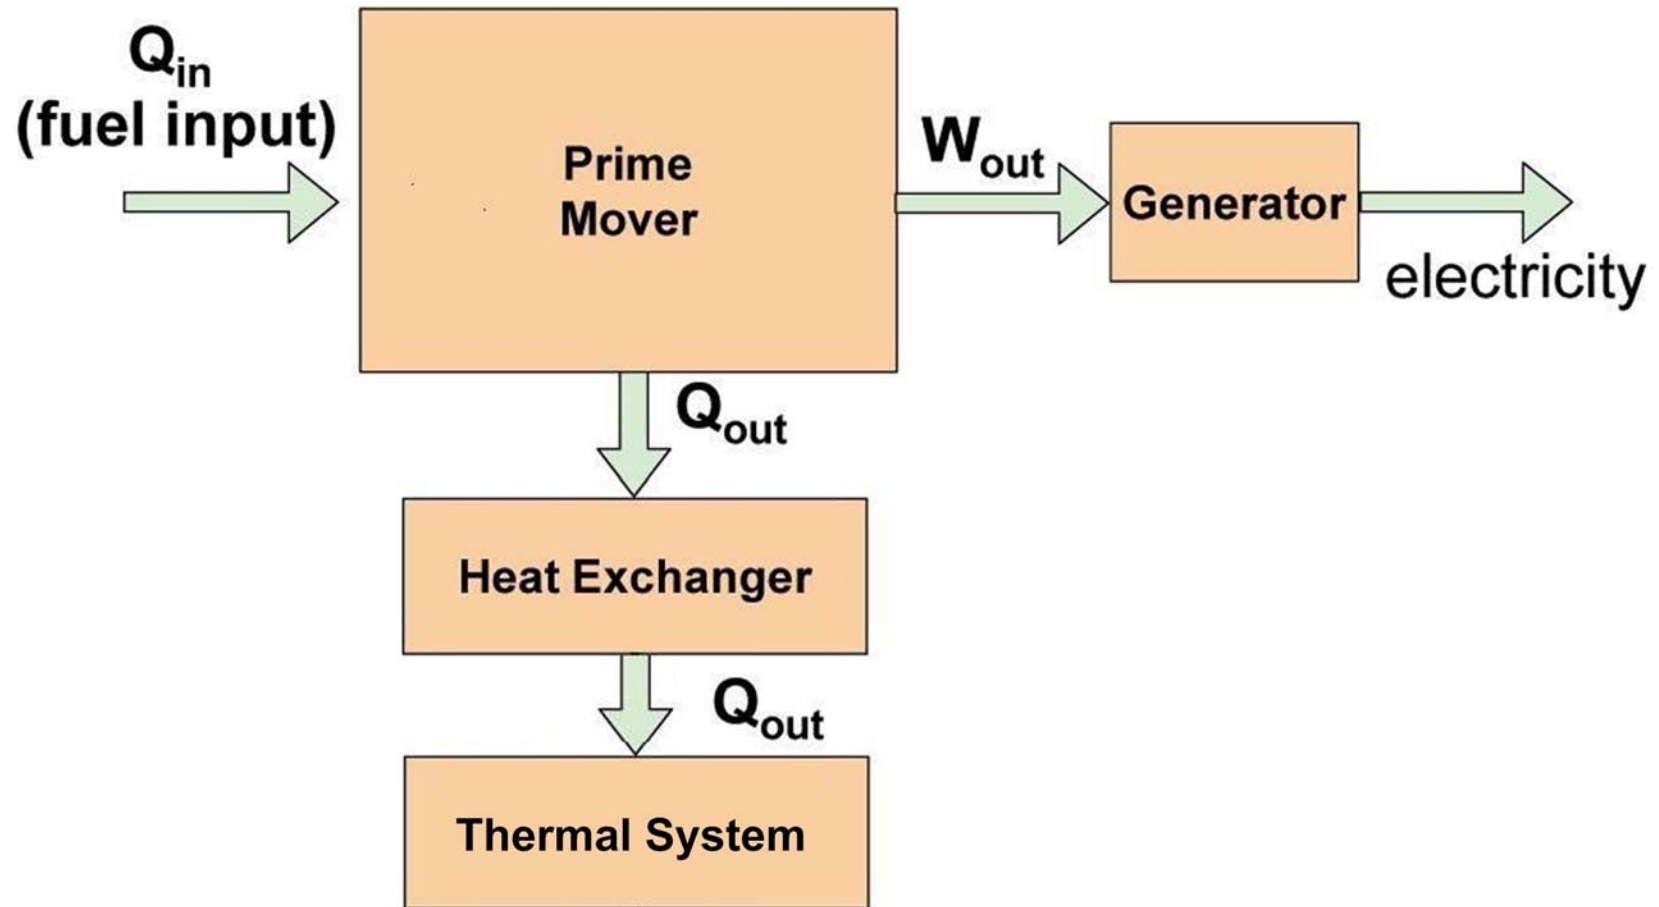 Qin
(fuel input)
Prime
Mover
Wout
Generator
electricity
Qout
Heat Exchanger
Qout
Thermal System